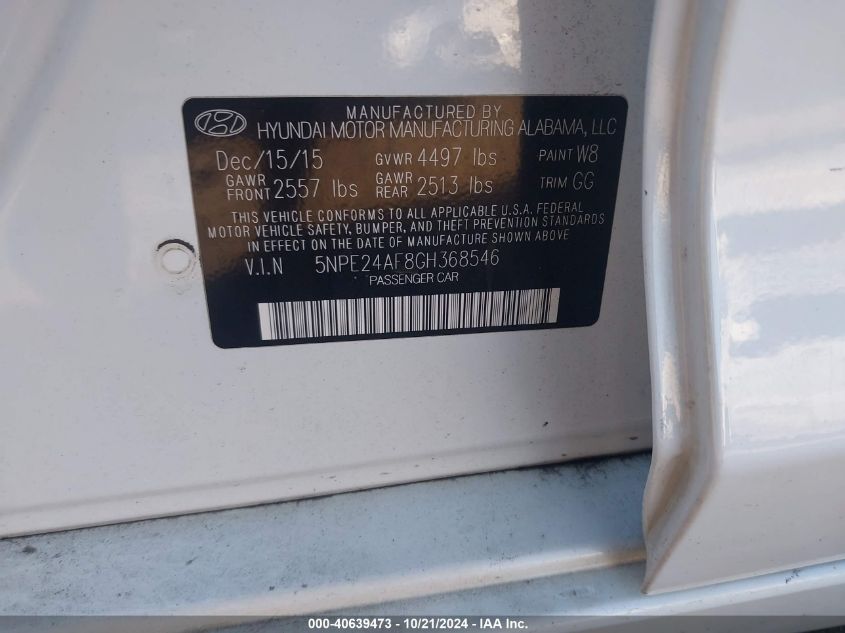 MANUFACTURED BY
HYUNDAI MOTOR MANUFACTURING ALABAMA, LLC
Dec/15/15 GVWR 4497 lbs PAINT W8
GAWR FRONT 2557 lbs GAWR REAR 2513 lbs TRIM GG
THIS VEHICLE CONFORMS TO ALL APPLICABLE U.S.A. FEDERAL
MOTOR VEHICLE SAFETY, BUMPER, AND THEFT PREVENTION STANDARDS
IN EFFECT ON THE DATE OF MANUFACTURE SHOWN ABOVE
V.I.N 5NPE24AF8GH368546
PASSENGER CAR
000-40639473 - 10/21/2024 - IAAI.com